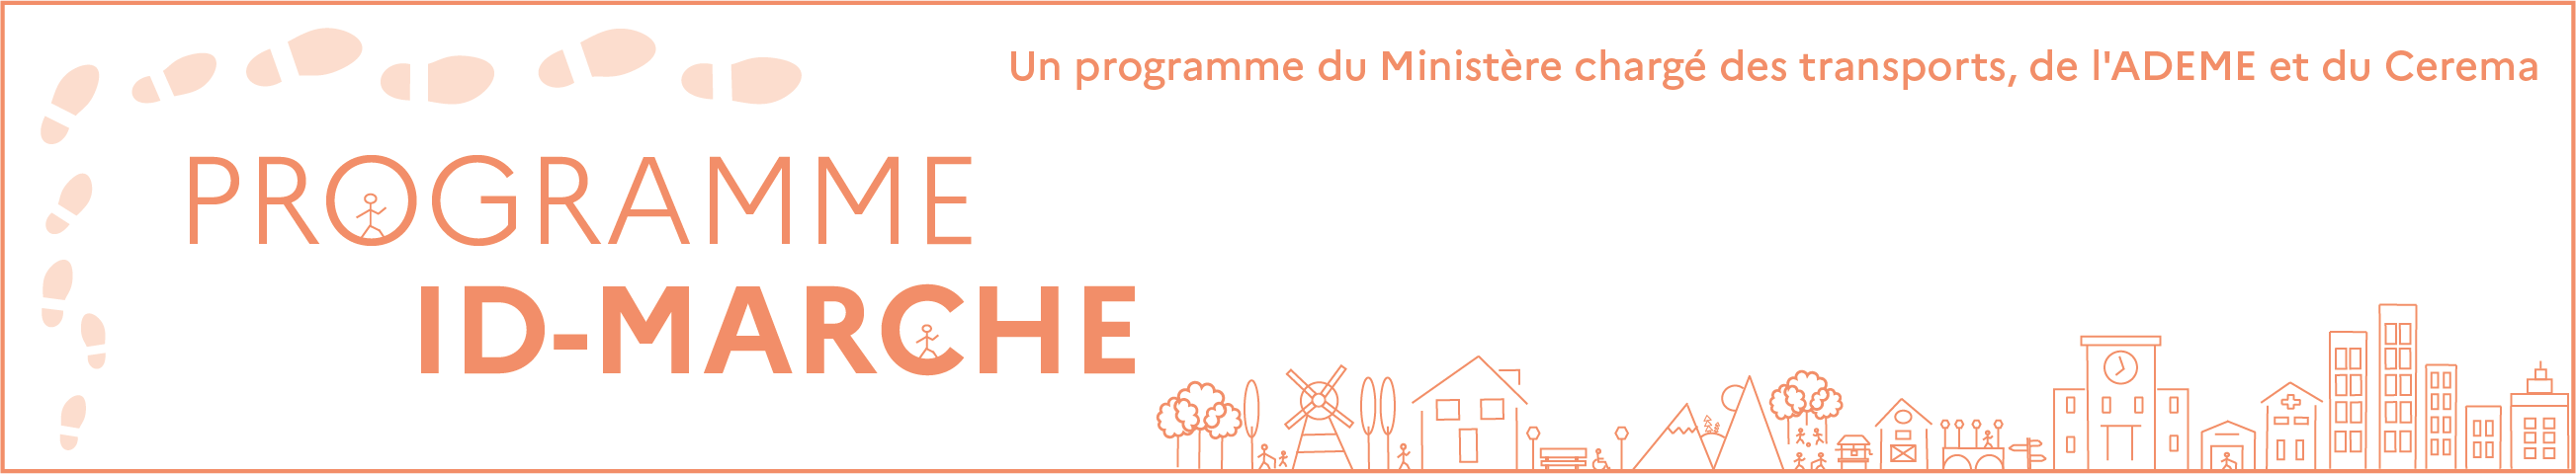 Un programme du Ministère chargé des transports, de l'ADEME et du Cerema
PROGRAMME
ID-MARCHE